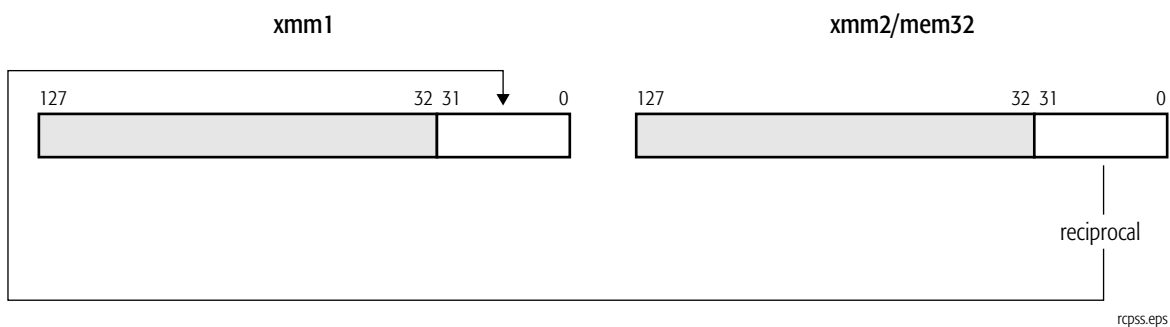 xmm1 xmm2/mem32
127 32 31 0 127 32 31 0
reciprocal
rcpss.eps